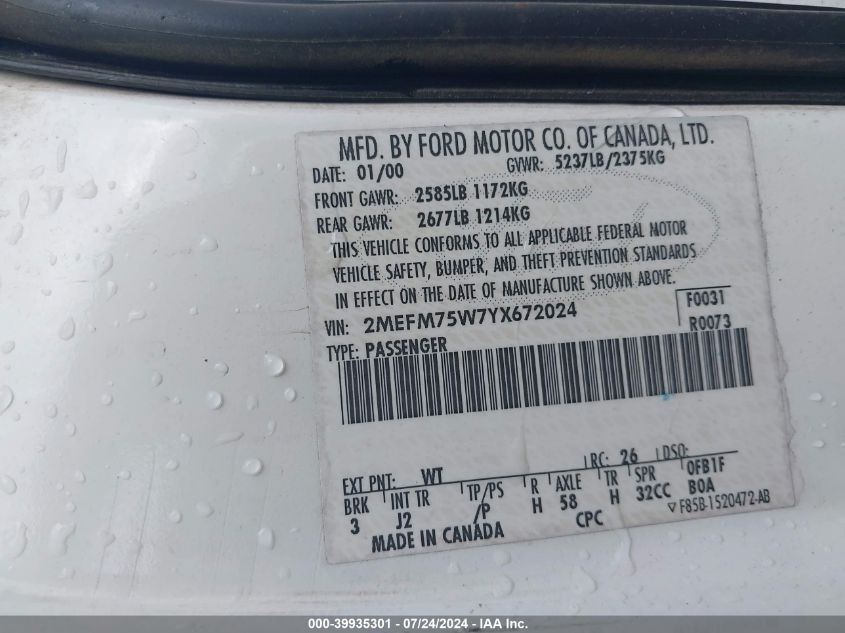 MFD. BY FORD MOTOR CO. OF CANADA, LTD.
DATE: 01/00 GVWR: 5237LB/2375KG
FRONT GAWR: 2585LB 1172KG
REAR GAWR: 2677LB 1214KG
THIS VEHICLE CONFORMS TO ALL APPLICABLE FEDERAL MOTOR
VEHICLE SAFETY, BUMPER, AND THEFT PREVENTION STANDARDS
IN EFFECT ON THE DATE OF MANUFACTURE SHOWN ABOVE.
VIN: 2MEFM75W7YX672024 F0031
TYPE: PASSENGER R0073
EXT PNT: WT RC: 26 DSO:
BRK INT TR TP/PS R AXLE TR SPR 0FB1F
3 J2 /P H 58 H 32CC B0A
MADE IN CANADA CPC ▽F85B-1520472-AB
000-39935301 - 07/24/2024 - IAA Inc.